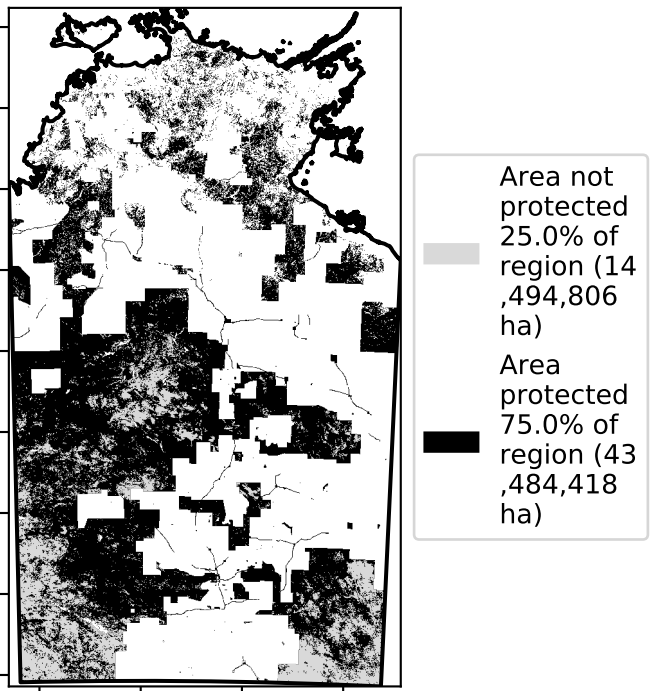 Area not
protected
25.0% of
region (14
,494,806
ha)
Area
protected
75.0% of
region (43
,484,418
ha)